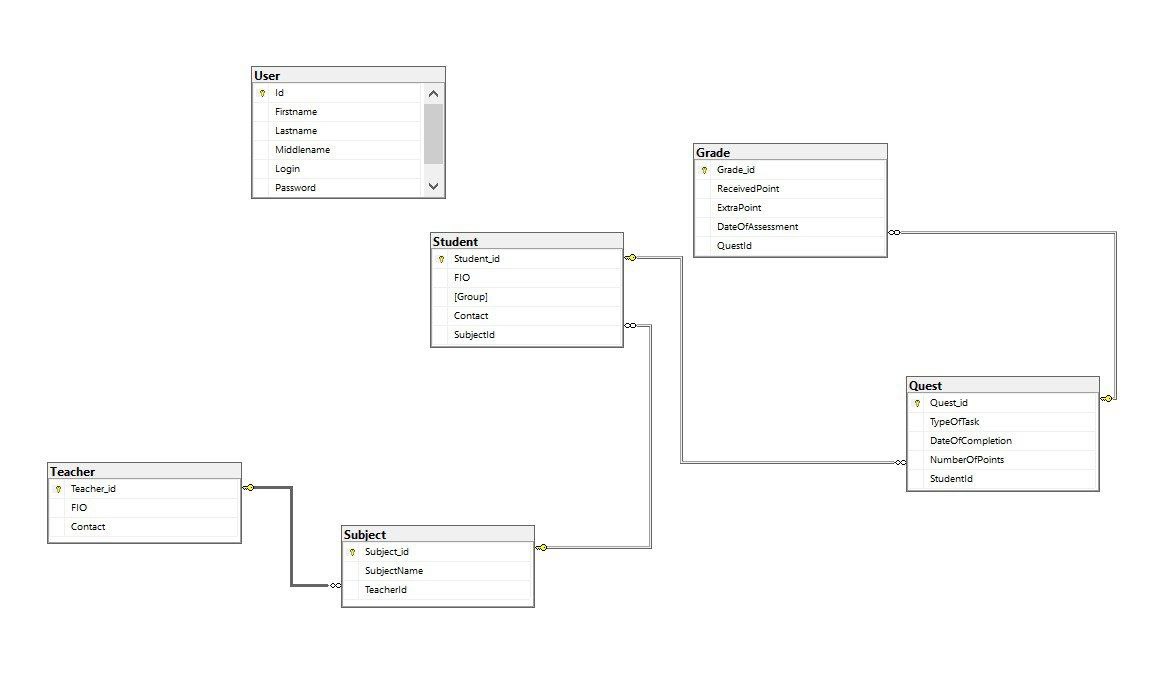 User
Id
Firstname
Lastname
Middlename
Login
Password
Grade
Grade_id
ReceivedPoint
ExtraPoint
DateOfAssessment
QuestId
Student
Student_id
FIO
[Group]
Contact
SubjectId
Quest
Quest_id
TypeOfTask
DateOfCompletion
NumberOfPoints
StudentId
Teacher
Teacher_id
FIO
Contact
Subject
Subject_id
SubjectName
TeacherId